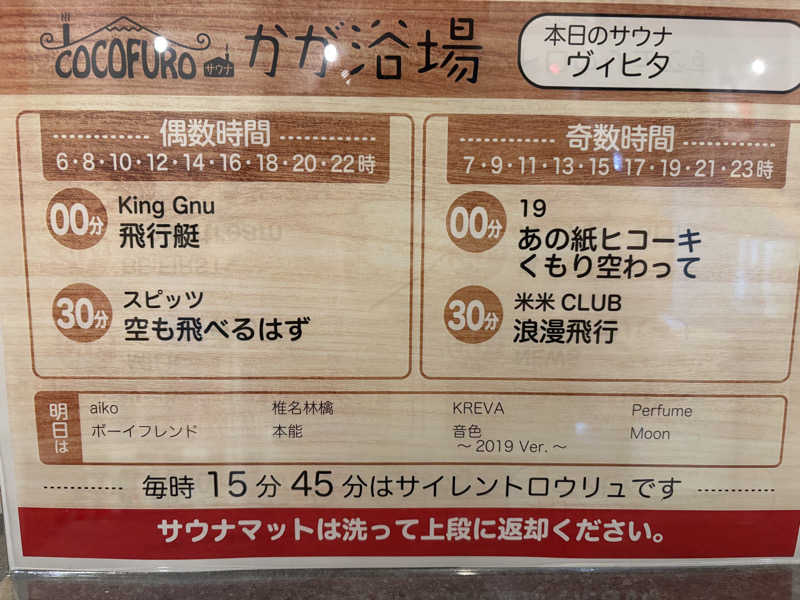 COCOFURO サウナ かが浴場
本日のサウナ
ヴィヒタ
偶数時間
6・8・10・12・14・16・18・20・22時
00分
King Gnu
飛行艇
30分
スピッツ
空も飛べるはず
奇数時間
7・9・11・13・15・17・19・21・23時
00分
19
あの紙ヒコーキ
くもり空わって
30分
米米 CLUB
浪漫飛行
明日は
aiko
ボーイフレンド
椎名林檎
本能
KREVA
音色
～2019 Ver.～
Perfume
Moon
毎時 15分 45分はサイレントロウリュです
サウナマットは洗って上段に返却ください。